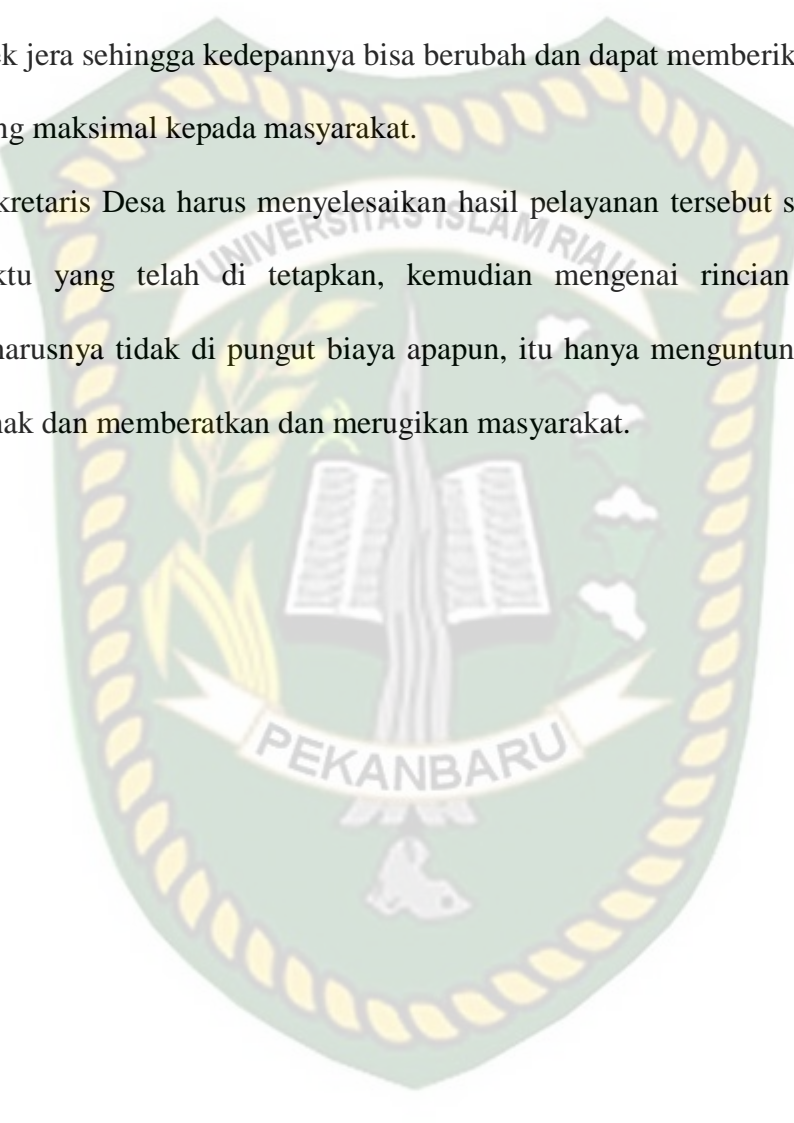 k jera sehingga kedepannya bisa berubah dan dapat memberik
ng maksimal kepada masyarakat.
kretaris Desa harus menyelesaikan hasil pelayanan tersebut s
UNIVERSITAS ISLAM RIAU
ktu yang telah di tetapkan, kemudian mengenai rincian
harusnya tidak di pungut biaya apapun, itu hanya menguntun
ak dan memberatkan dan merugikan masyarakat.
PEKANBARU